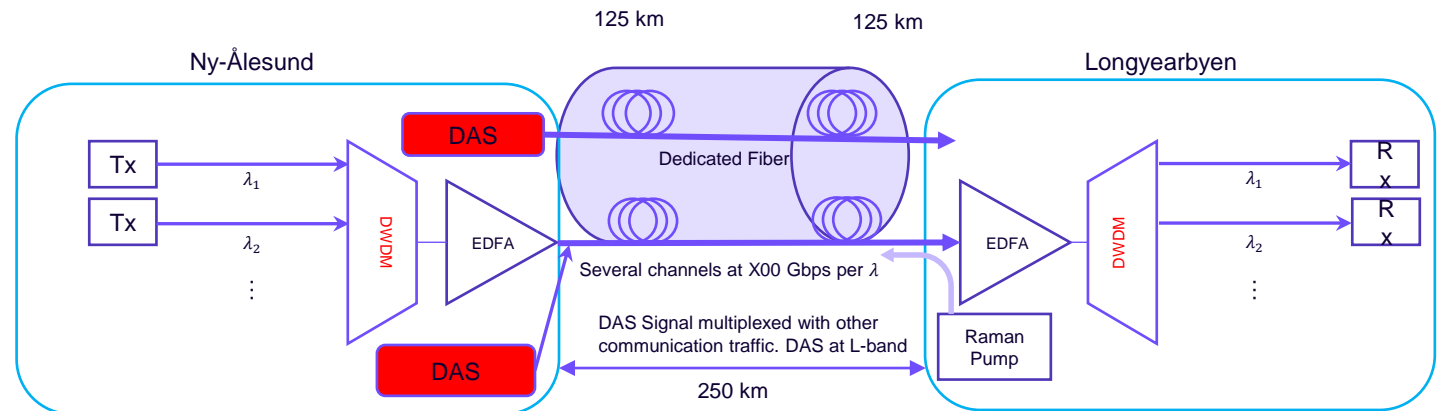 125 km
125 km
Ny-Ålesund
Longyearbyen
DAS
Dedicated Fiber
Tx
λ₁
Tx
λ₂
⋮
DWDM
EDFA
Several channels at X00 Gbps per λ
DAS Signal multiplexed with other
communication traffic. DAS at L-band
DAS
250 km
EDFA
DWDM
Raman
Pump
λ₁
R
x
λ₂
R
x
⋮